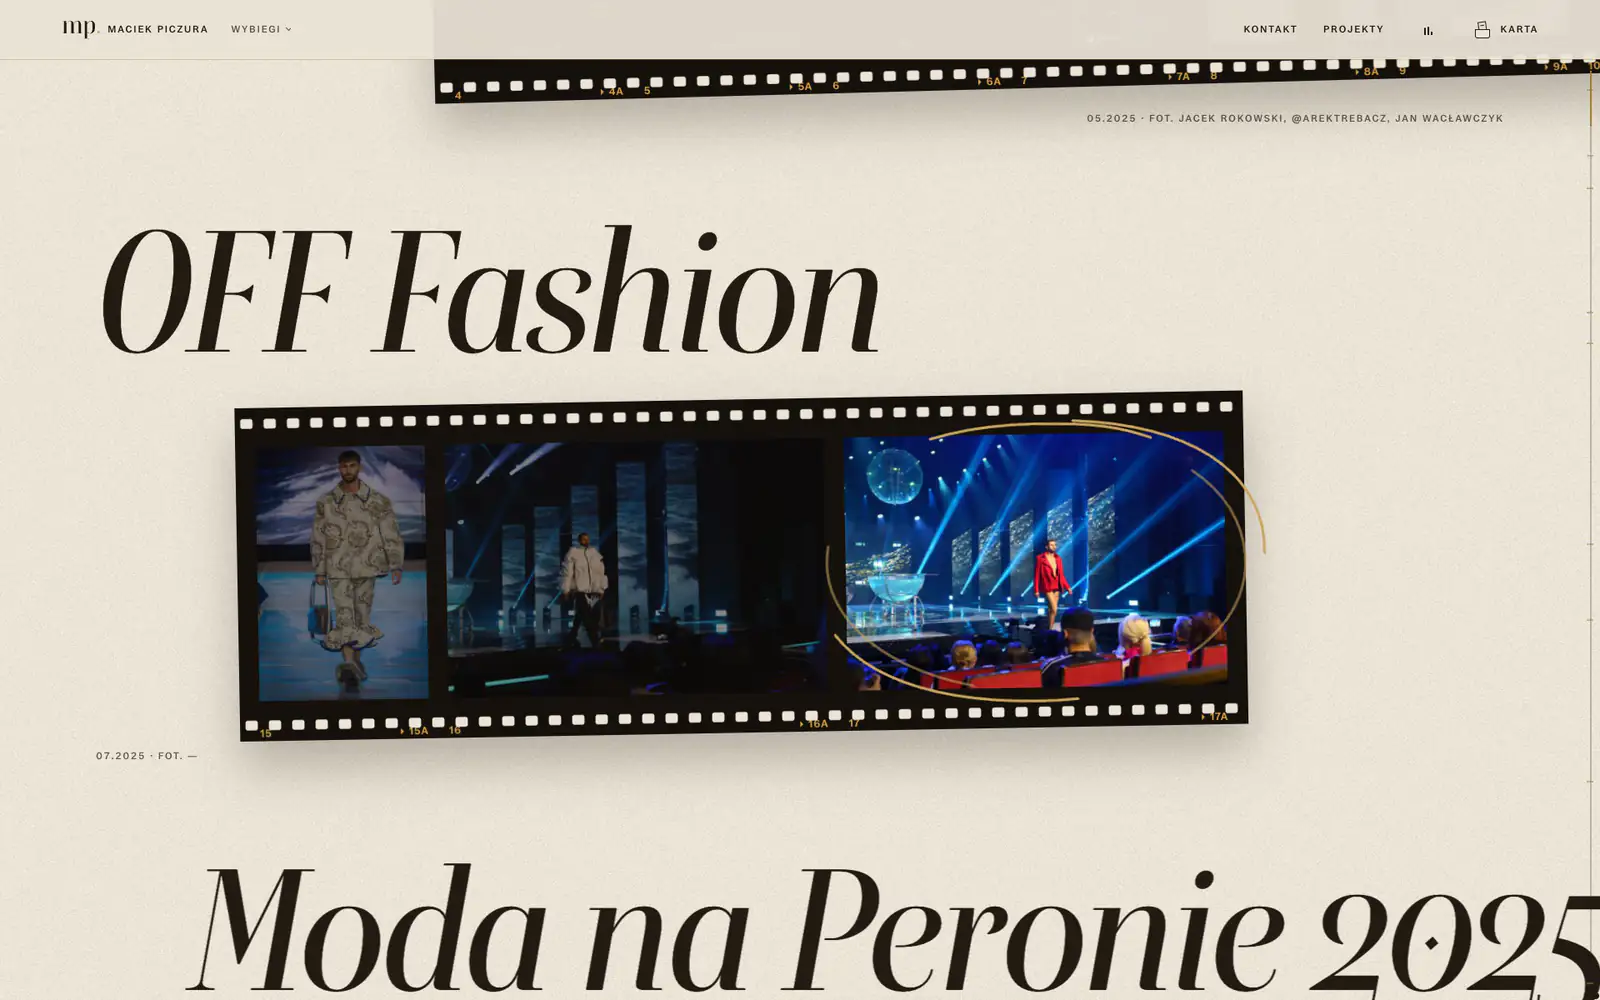 mp. MACIEK PICZURA WYBIEGI KONTAKT PROJEKTY KARTA
4 4A 5 5A 6 6A 7 7A 8 8A 9 9A 10
05.2025 · FOT. JACEK ROKOWSKI, @AREKTREBACZ, JAN WACŁAWCZYK
OFF Fashion
15 15A 16 16A 17 17A
07.2025 · FOT. —
Moda na Peronie 2025